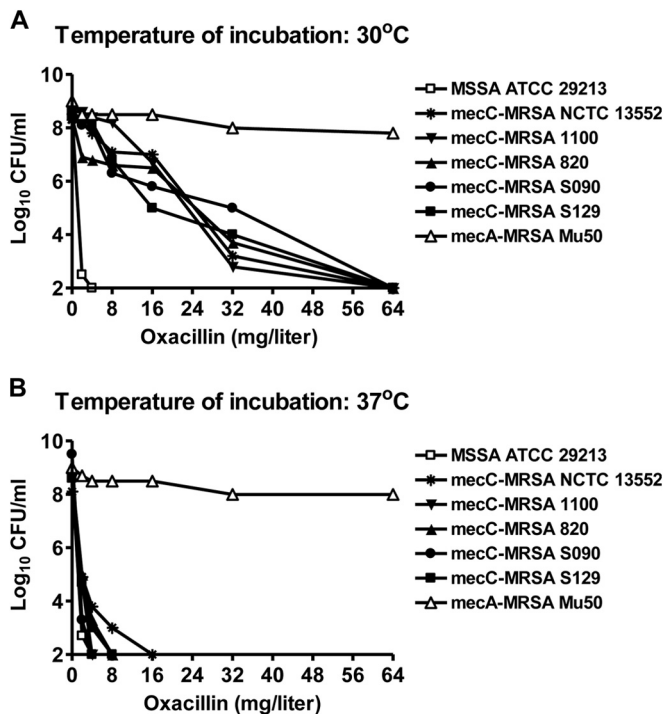 A
Temperature of incubation: 30°C
10
8
6
4
2
Log10 CFU/ml
0 8 16 24 32 40 48 56 64
Oxacillin (mg/liter)
MSSA ATCC 29213
mecC-MRSA NCTC 13552
mecC-MRSA 1100
mecC-MRSA 820
mecC-MRSA S090
mecC-MRSA S129
mecA-MRSA Mu50
B
Temperature of incubation: 37°C
10
8
6
4
2
Log10 CFU/ml
0 8 16 24 32 40 48 56 64
Oxacillin (mg/liter)
MSSA ATCC 29213
mecC-MRSA NCTC 13552
mecC-MRSA 1100
mecC-MRSA 820
mecC-MRSA S090
mecC-MRSA S129
mecA-MRSA Mu50